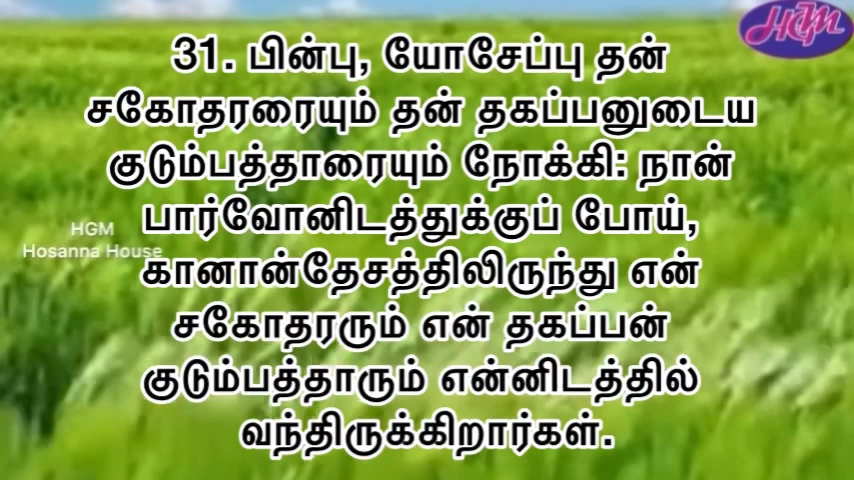 HGM
31. பின்பு, யோசேப்பு தன்
சகோதரரையும் தன் தகப்பனுடைய
குடும்பத்தாரையும் நோக்கி: நான்
பார்வோனிடத்துக்குப் போய்,
கானான்தேசத்திலிருந்து என்
சகோதரரும் என் தகப்பன்
குடும்பத்தாரும் என்னிடத்தில்
வந்திருக்கிறார்கள்.
HGM
Hosanna House